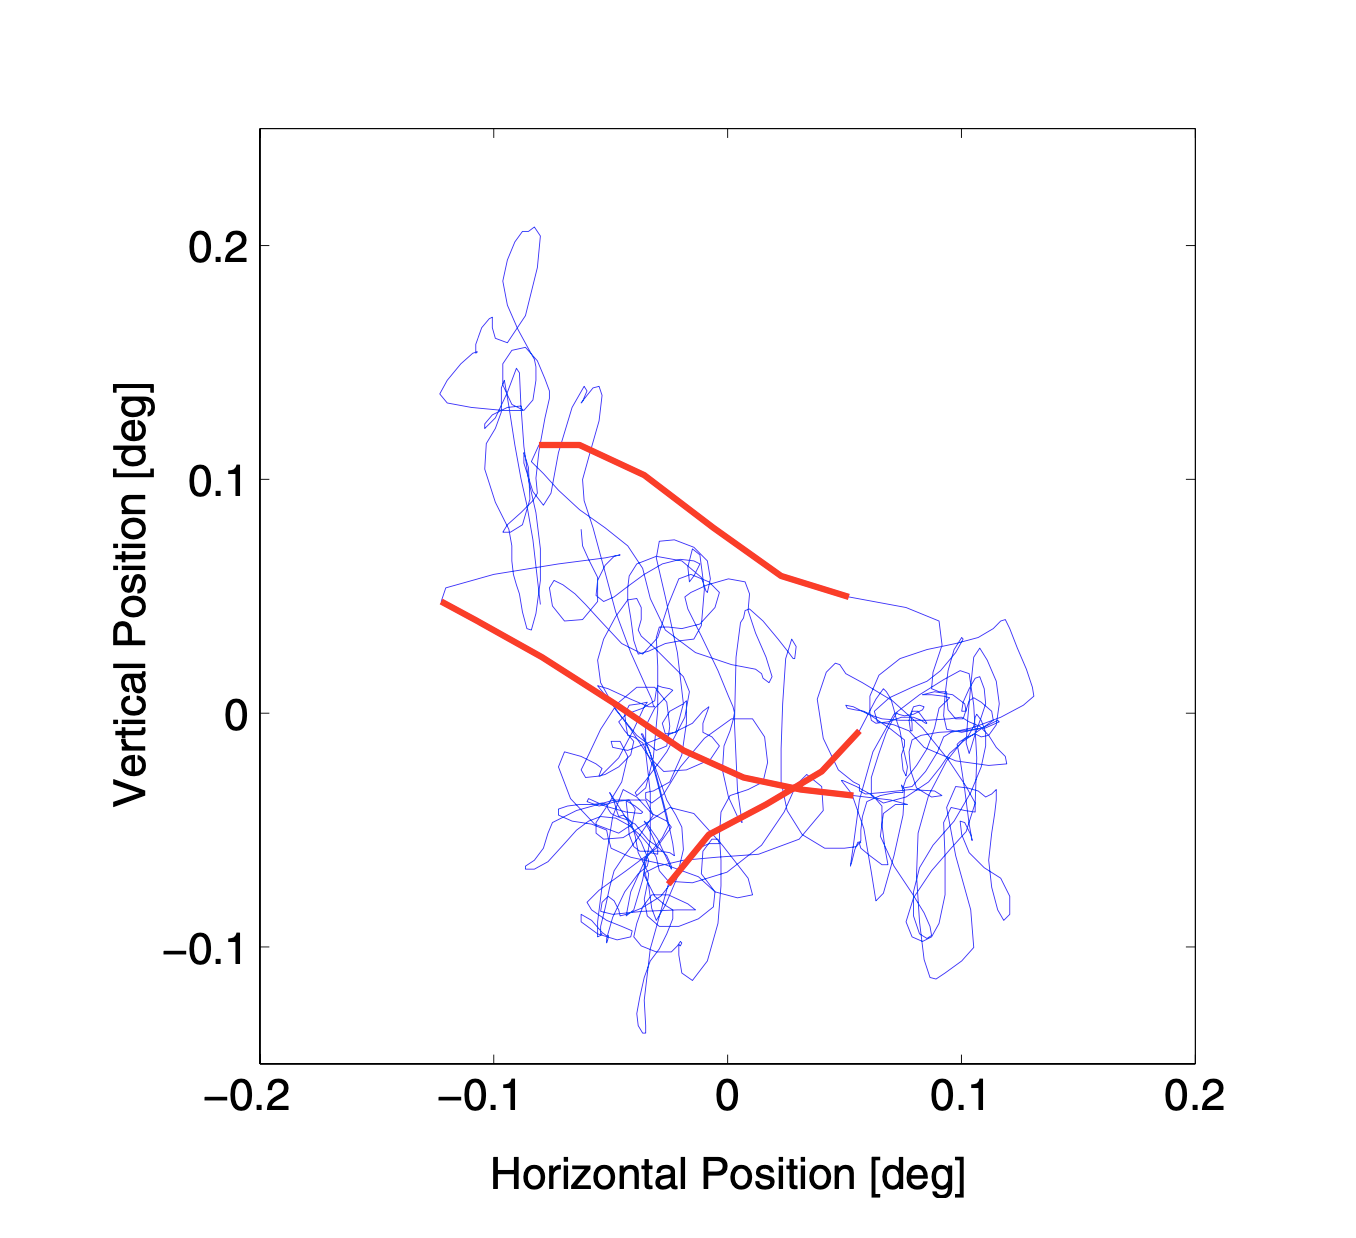 0.2
0.1
0
−0.1
Vertical Position [deg]
−0.2 −0.1 0 0.1 0.2
Horizontal Position [deg]